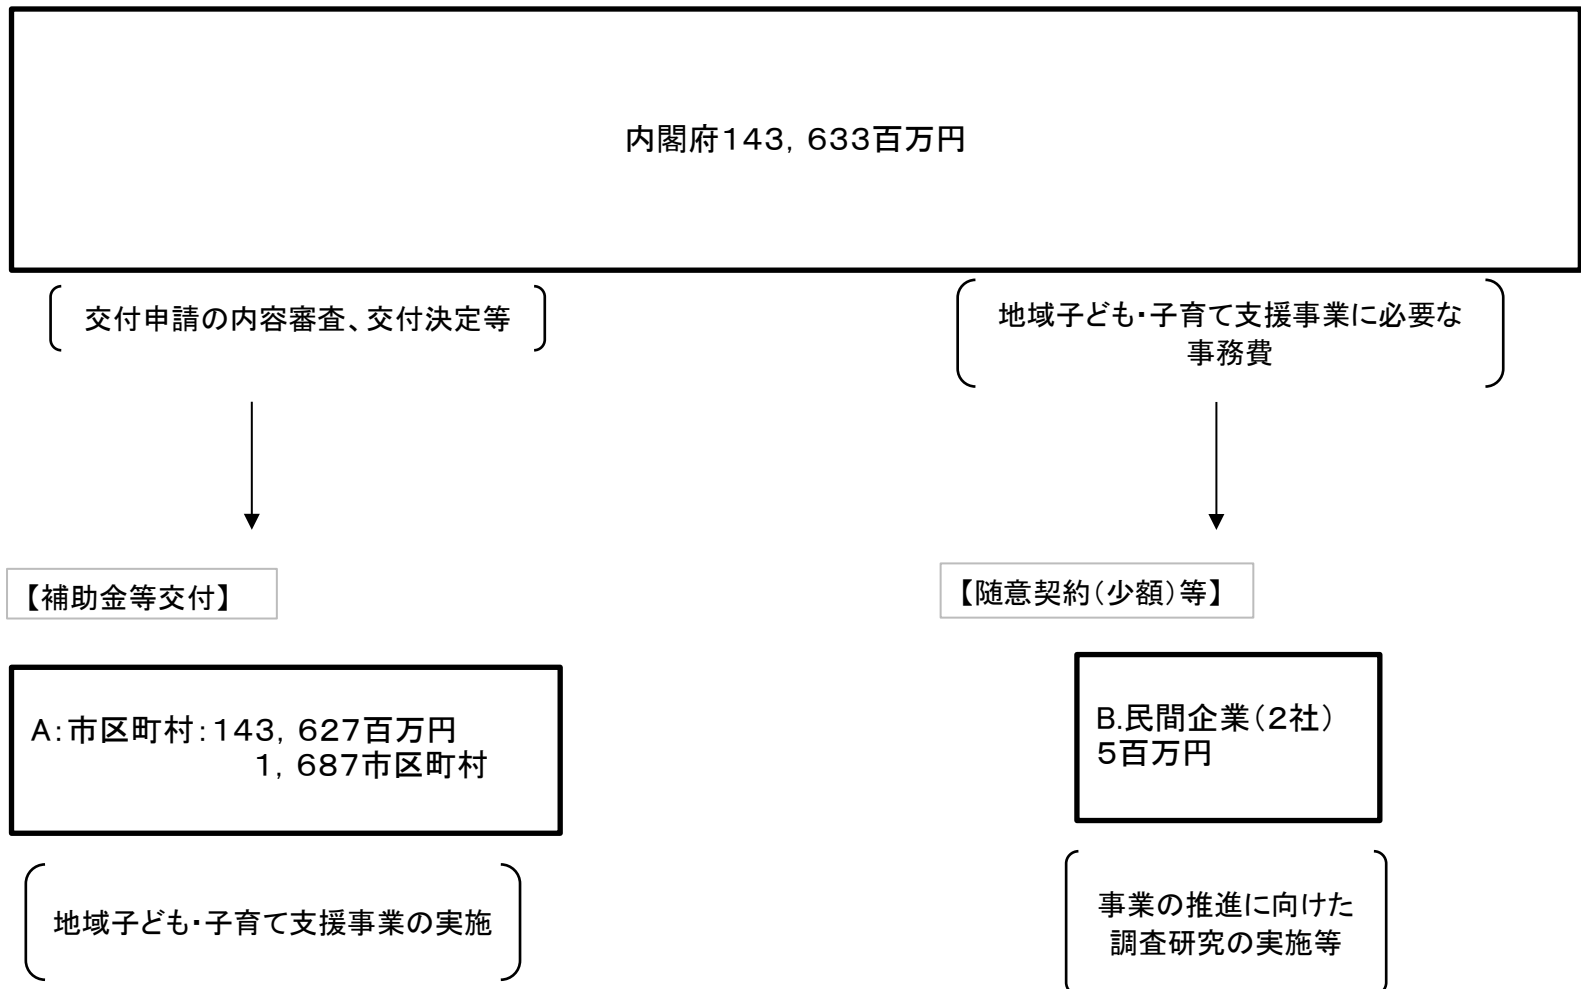 内閣府１４３，６３３百万円
交付申請の内容審査、交付決定等
地域子ども・子育て支援事業に必要な
事務費
【補助金等交付】
【随意契約（少額）等】
A：市区町村：１４３，６２７百万円
１，６８７市区町村
B.民間企業（２社）
５百万円
地域子ども・子育て支援事業の実施
事業の推進に向けた
調査研究の実施等